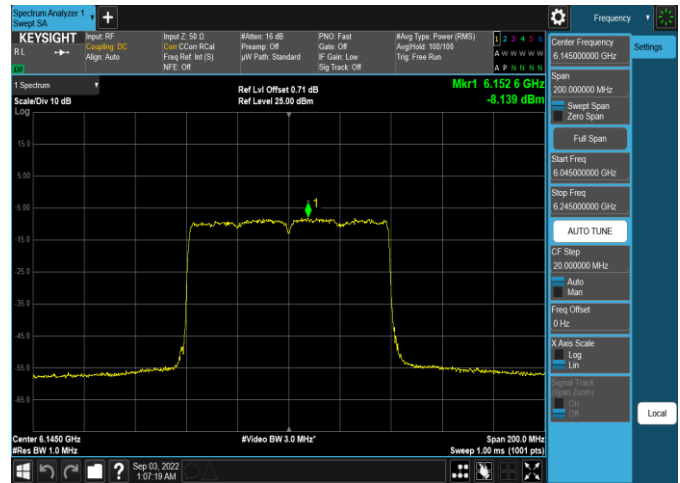 Spectrum Analyzer 1
Swept SA
+
Frequency
KEYSIGHT
RL
Input: RF
Coupling: DC
Align: Auto
Input Z: 50 Ω
Corr CCorr RCal
Freq Ref: Int (S)
NFE: Off
#Atten: 16 dB
Preamp: Off
µW Path: Standard
PNO: Fast
Gate: Off
IF Gain: Low
Sig Track: Off
#Avg Type: Power (RMS)
Avg|Hold: 100/100
Trig: Free Run
1 2 3 4 5 6
A W W W W W
A P N N N N
1 Spectrum
Scale/Div 10 dB
Log
Ref Lvl Offset 0.71 dB
Ref Level 25.00 dBm
Mkr1 6.152 6 GHz
-8.139 dBm
15.0
5.00
-5.00
-15.0
-25.0
-35.0
-45.0
-55.0
-65.0
1
Center 6.1450 GHz
#Res BW 1.0 MHz
#Video BW 3.0 MHz*
Span 200.0 MHz
Sweep 1.00 ms (1001 pts)
?
Sep 03, 2022
1:07:19 AM
Center Frequency
6.145000000 GHz
Span
200.000000 MHz
Swept Span
Zero Span
Full Span
Start Freq
6.045000000 GHz
Stop Freq
6.245000000 GHz
AUTO TUNE
CF Step
20.000000 MHz
Auto
Man
Freq Offset
0 Hz
X Axis Scale
Log
Lin
Signal Track
(Span Zoom)
On
Off
Settings
Local